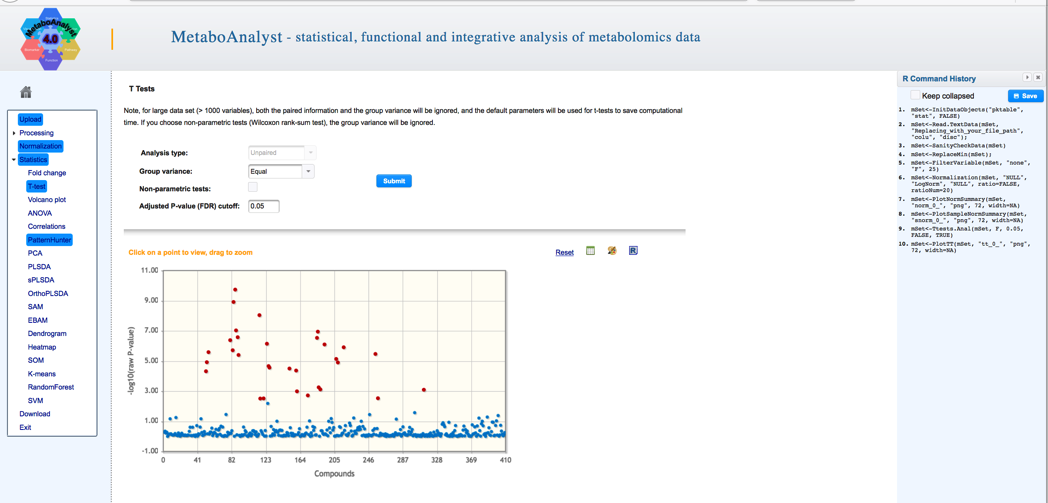 MetaboAnalyst
4.0
MetaboAnalyst - statistical, functional and integrative analysis of metabolomics data
Upload
Processing
Normalization
Statistics
Fold change
T-test
Volcano plot
ANOVA
Correlations
PatternHunter
PCA
PLSDA
sPLSDA
OrthoPLSDA
SAM
EBAM
Dendrogram
Heatmap
SOM
K-means
RandomForest
SVM
Download
Exit
T Tests
Note, for large data set (> 1000 variables), both the paired information and the group variance will be ignored, and the default parameters will be used for t-tests to save computational
time. If you choose non-parametric tests (Wilcoxon rank-sum test), the group variance will be ignored.
Analysis type: Unpaired
Group variance: Equal
Non-parametric tests:
Adjusted P-value (FDR) cutoff: 0.05
Submit
Click on a point to view, drag to zoom
Reset
R
11.00
9.00
7.00
5.00
3.00
1.00
-1.00
-log10(raw P-value)
0 41 82 123 164 205 246 287 328 369 410
Compounds
R Command History
Keep collapsed
Save
1. mSet<-InitDataObjects("pktable",
"stat", FALSE)
2. mSet<-Read.TextData(mSet,
"Replacing_with_your_file_path",
"colu", "disc");
3. mSet<-SanityCheckData(mSet)
4. mSet<-ReplaceMin(mSet);
5. mSet<-FilterVariable(mSet, "none",
"F", 25)
6. mSet<-Normalization(mSet, "NULL",
"LogNorm", "NULL", ratio=FALSE,
ratioNum=20)
7. mSet<-PlotNormSummary(mSet,
"norm_0_", "png", 72, width=NA)
8. mSet<-PlotSampleNormSummary(mSet,
"snorm_0_", "png", 72, width=NA)
9. mSet<-Ttests.Anal(mSet, F, 0.05,
FALSE, TRUE)
10. mSet<-PlotTT(mSet, "tt_0_", "png",
72, width=NA)